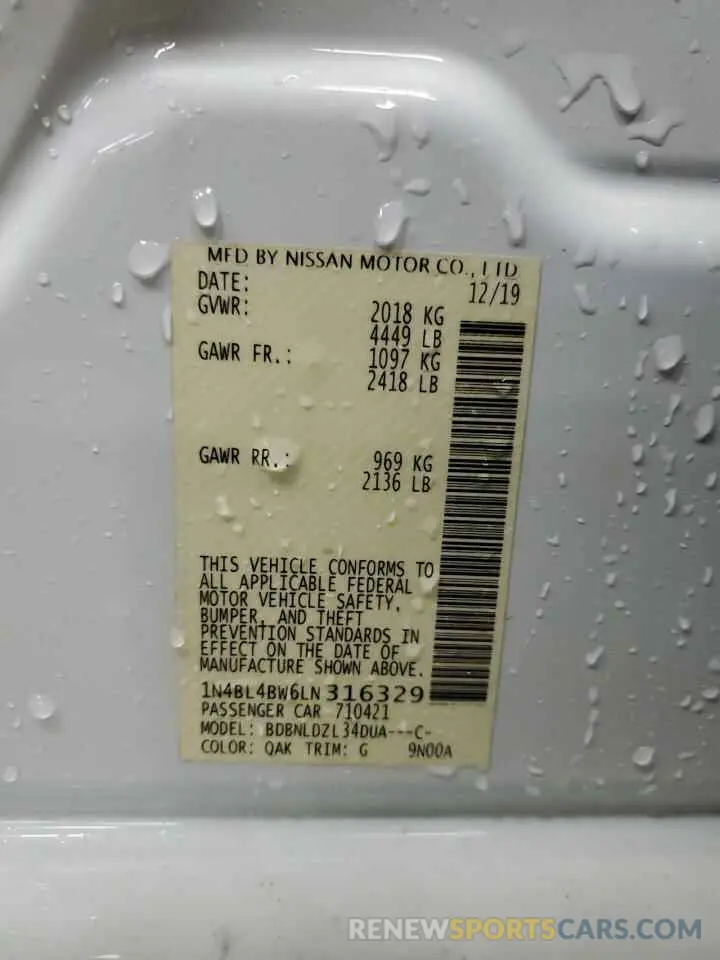 MFD BY NISSAN MOTOR CO., LTD
DATE: 12/19
GVWR: 2018 KG
4449 LB
GAWR FR.: 1097 KG
2418 LB
GAWR RR.: 969 KG
2136 LB
THIS VEHICLE CONFORMS TO
ALL APPLICABLE FEDERAL
MOTOR VEHICLE SAFETY,
BUMPER, AND THEFT
PREVENTION STANDARDS IN
EFFECT ON THE DATE OF
MANUFACTURE SHOWN ABOVE.
1N4BL4BW6LN316329
PASSENGER CAR 710421
MODEL: BDBNLDZL34DUA---C-
COLOR: QAK TRIM: G 9N00A
RENEWSPORTSCARS.COM